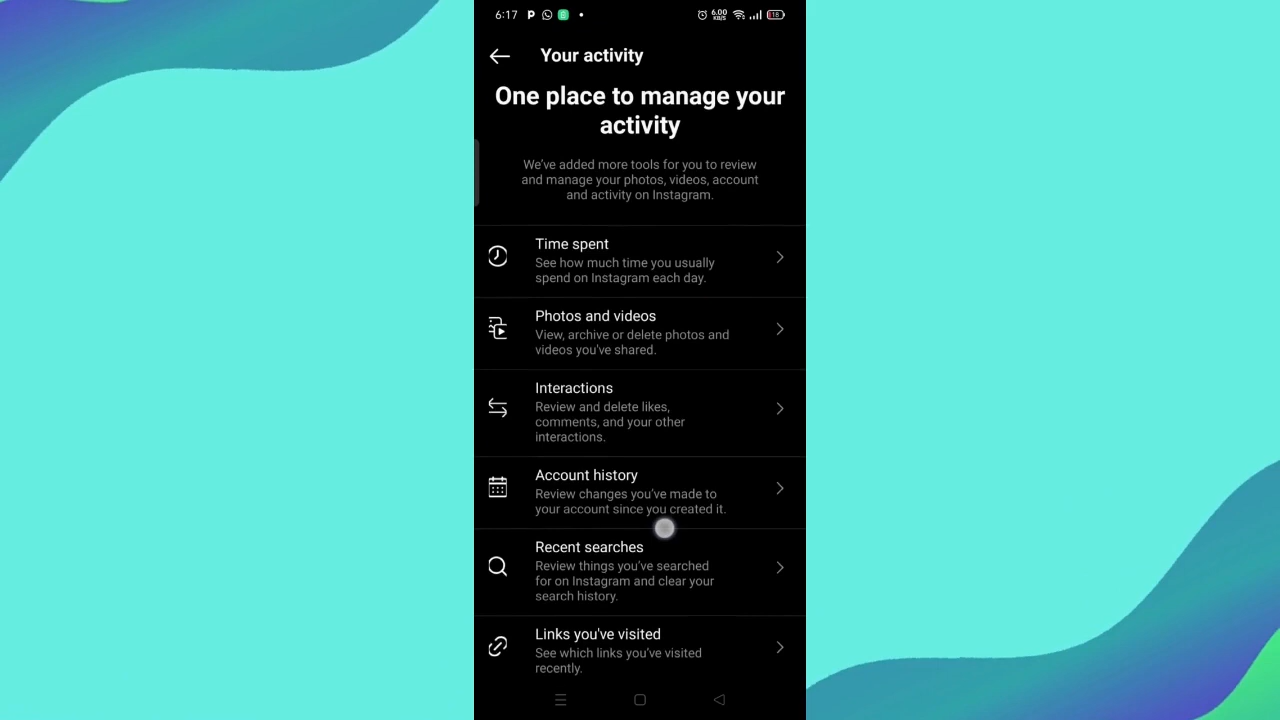 6:17
6.00
KB/S
18
Your activity
One place to manage your
activity
We've added more tools for you to review
and manage your photos, videos, account
and activity on Instagram.
Time spent
See how much time you usually
spend on Instagram each day.
Photos and videos
View, archive or delete photos and
videos you've shared.
Interactions
Review and delete likes,
comments, and your other
interactions.
Account history
Review changes you've made to
your account since you created it.
Recent searches
Review things you've searched
for on Instagram and clear your
search history.
Links you've visited
See which links you've visited
recently.